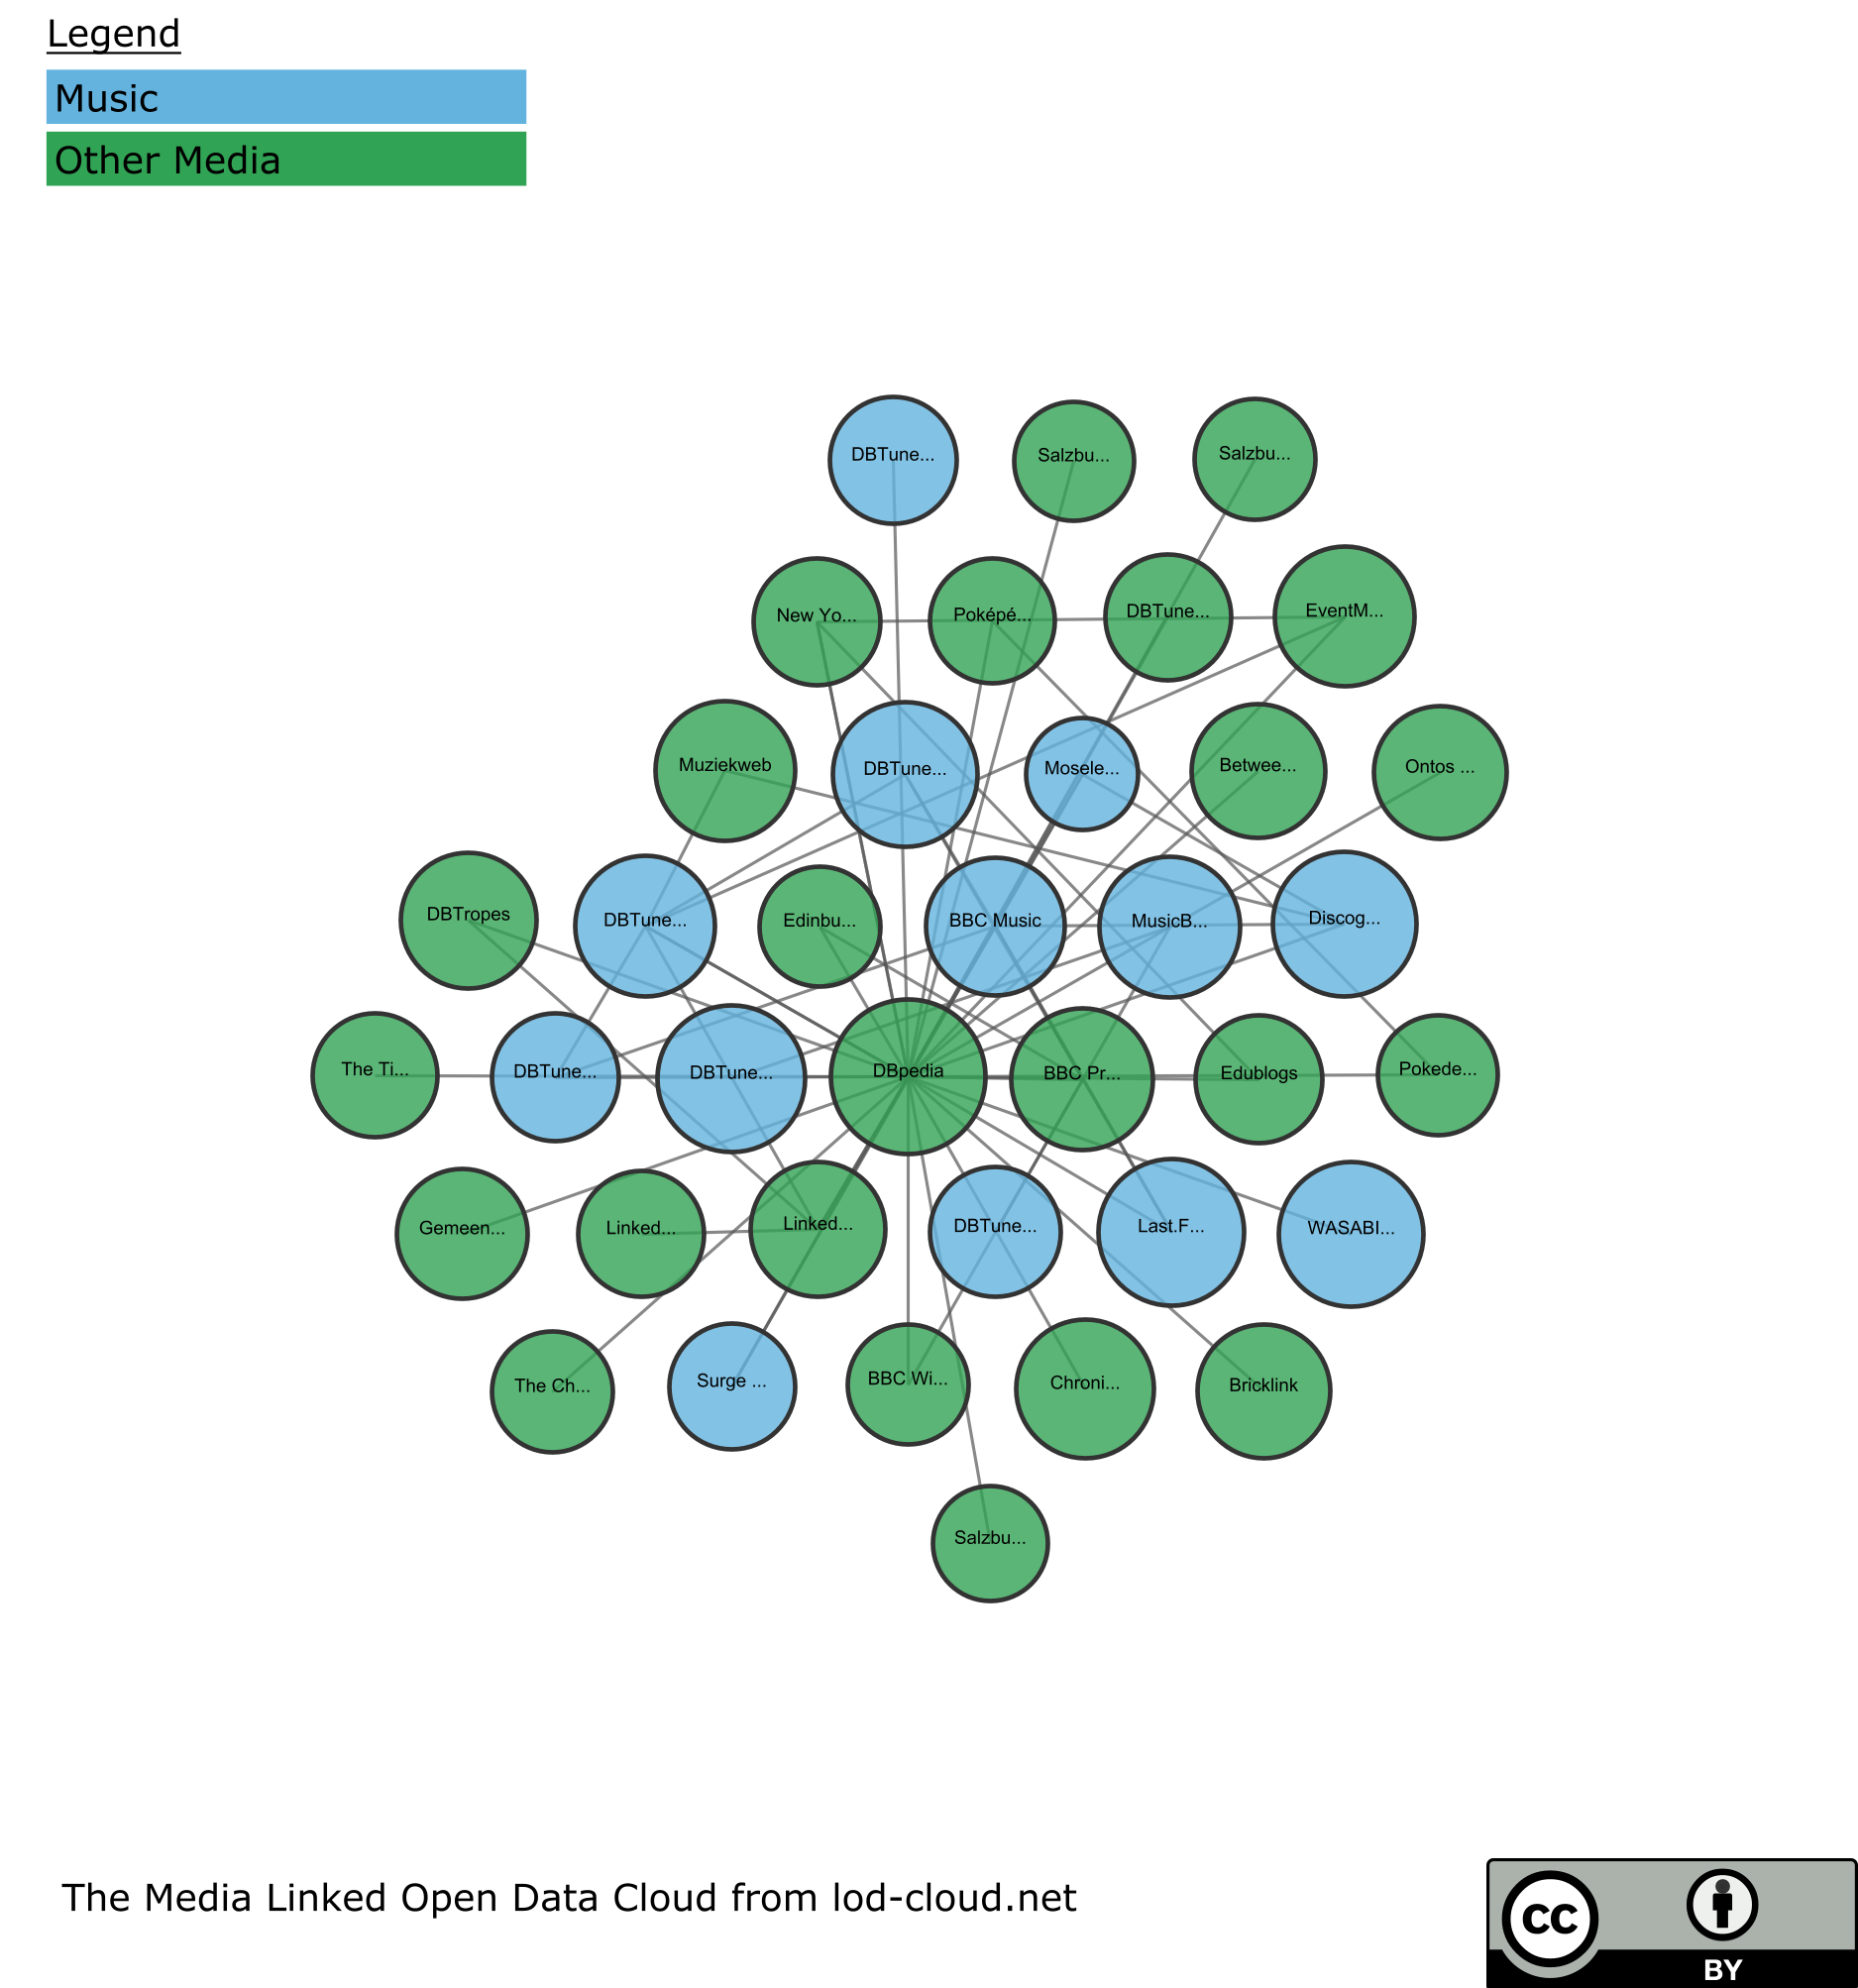 Legend
Music
Other Media
DBTune...
Salzbu...
Salzbu...
New Yo...
Poképé...
DBTune...
EventM...
Muziekweb
DBTune...
Mosele...
Betwee...
Ontos ...
DBTropes
DBTune...
Edinbu...
BBC Music
MusicB...
Discog...
The Ti...
DBTune...
DBTune...
DBpedia
BBC Pr...
Edublogs
Pokede...
Gemeen...
Linked...
Linked...
DBTune...
Last.F...
WASABI...
The Ch...
Surge ...
BBC Wi...
Chroni...
Bricklink
Salzbu...
The Media Linked Open Data Cloud from lod-cloud.net
cc
BY